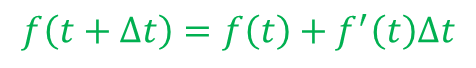 f(t + Δt) = f(t) + f′(t)Δt